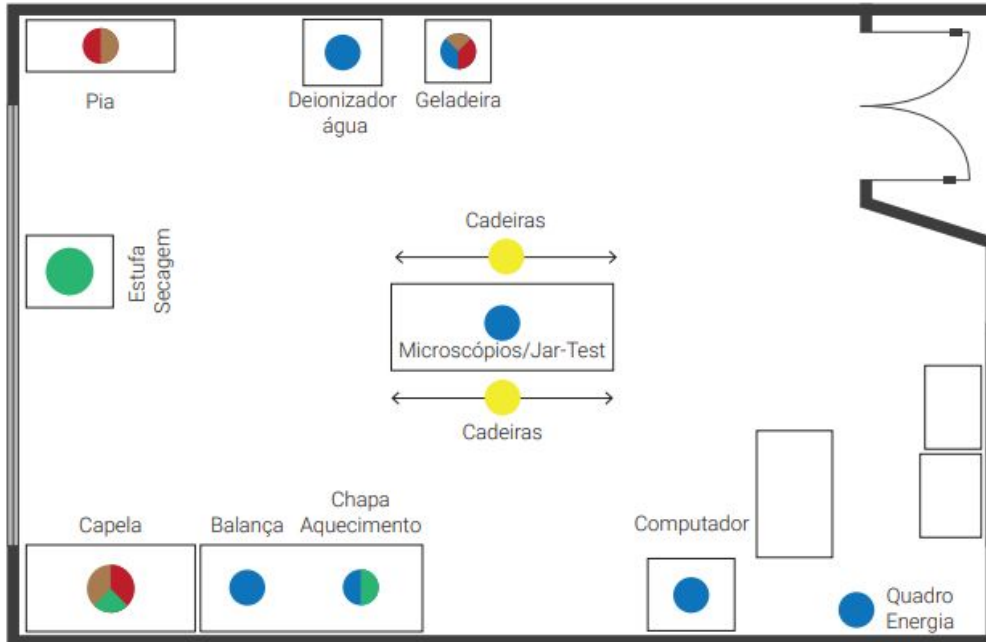 Pia
Deionizador
água
Geladeira
Estufa
Secagem
Cadeiras
Microscópios/Jar-Test
Cadeiras
Capela
Balança
Chapa
Aquecimento
Computador
Quadro
Energia